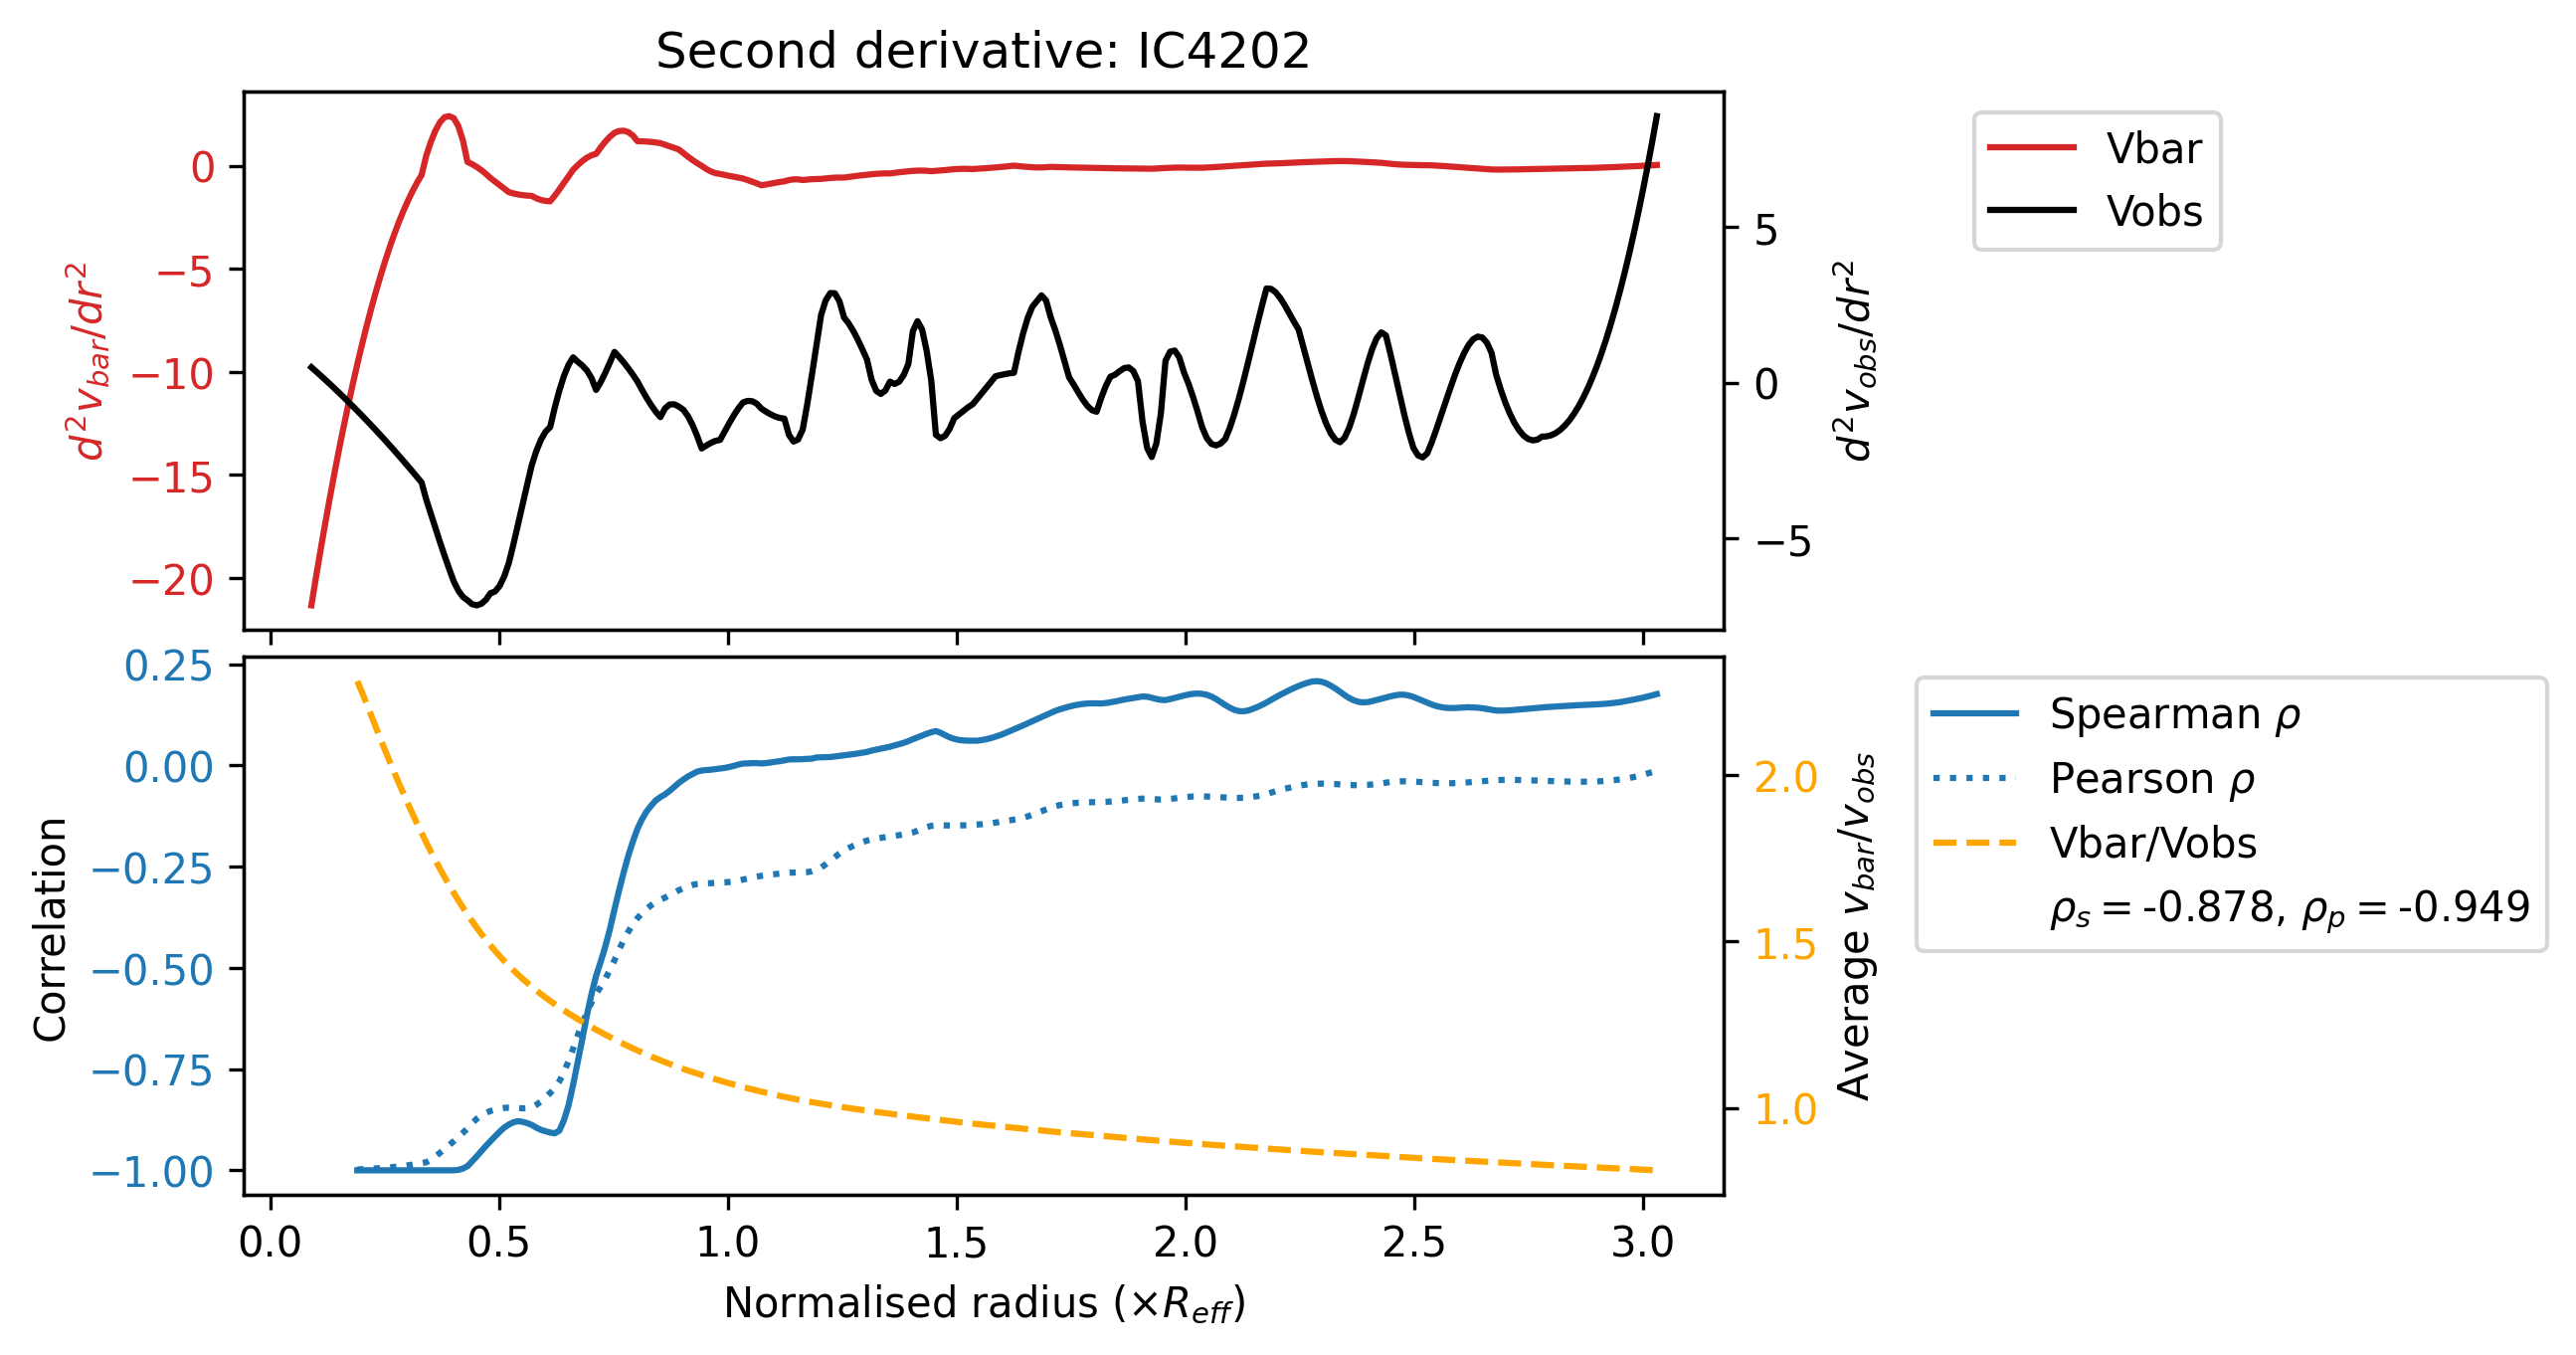 Second derivative: IC4202
0
−5
−10
−15
−20
d²v_bar/dr²
5
0
−5
d²v_obs/dr²
Vbar
Vobs
0.25
0.00
−0.25
−0.50
−0.75
−1.00
Correlation
2.0
1.5
1.0
Average v_bar/v_obs
Spearman ρ
Pearson ρ
Vbar/Vobs
ρ_s = -0.878, ρ_p = -0.949
0.0 0.5 1.0 1.5 2.0 2.5 3.0
Normalised radius (×R_eff)